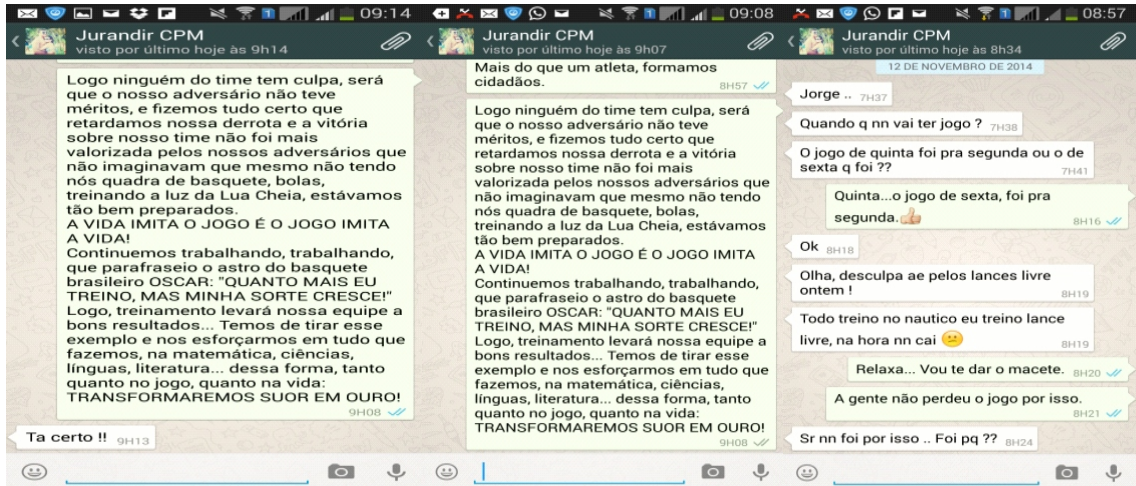 09:14
Jurandir CPM
visto por último hoje às 9h14
Logo ninguém do time tem culpa, será
que o nosso adversário não teve
méritos, e fizemos tudo certo que
retardamos nossa derrota e a vitória
sobre nosso time não foi mais
valorizada pelos nossos adversários que
não imaginavam que mesmo não tendo
nós quadra de basquete, bolas,
treinando a luz da Lua Cheia, estávamos
tão bem preparados.
A VIDA IMITA O JOGO É O JOGO IMITA
A VIDA!
Continuemos trabalhando, trabalhando,
que parafraseio o astro do basquete
brasileiro OSCAR: "QUANTO MAIS EU
TREINO, MAS MINHA SORTE CRESCE!"
Logo, treinamento levará nossa equipe a
bons resultados... Temos de tirar esse
exemplo e nos esforçarmos em tudo que
fazemos, na matemática, ciências,
línguas, literatura... dessa forma, tanto
quanto no jogo, quanto na vida:
TRANSFORMAREMOS SUOR EM OURO!
9H08
Ta certo !! 9H13
09:08
Jurandir CPM
visto por último hoje às 9h07
Mais do que um atleta, formamos
cidadãos.
8H57
Logo ninguém do time tem culpa, será
que o nosso adversário não teve
méritos, e fizemos tudo certo que
retardamos nossa derrota e a vitória
sobre nosso time não foi mais
valorizada pelos nossos adversários que
não imaginavam que mesmo não tendo
nós quadra de basquete, bolas,
treinando a luz da Lua Cheia, estávamos
tão bem preparados.
A VIDA IMITA O JOGO É O JOGO IMITA
A VIDA!
Continuemos trabalhando, trabalhando,
que parafraseio o astro do basquete
brasileiro OSCAR: "QUANTO MAIS EU
TREINO, MAS MINHA SORTE CRESCE!"
Logo, treinamento levará nossa equipe a
bons resultados... Temos de tirar esse
exemplo e nos esforçarmos em tudo que
fazemos, na matemática, ciências,
línguas, literatura... dessa forma, tanto
quanto no jogo, quanto na vida:
TRANSFORMAREMOS SUOR EM OURO!
9H08
08:57
Jurandir CPM
visto por último hoje às 8h34
12 DE NOVEMBRO DE 2014
Jorge .. 7H37
Quando q nn vai ter jogo ? 7H38
O jogo de quinta foi pra segunda ou o de
sexta q foi ?? 7H41
Quinta...o jogo de sexta, foi pra
segunda. 8H16
Ok 8H18
Olha, desculpa ae pelos lances livre
ontem ! 8H19
Todo treino no nautico eu treino lance
livre, na hora nn cai 8H19
Relaxa... Vou te dar o macete. 8H20
A gente não perdeu o jogo por isso.
8H21
Sr nn foi por isso .. Foi pq ?? 8H24